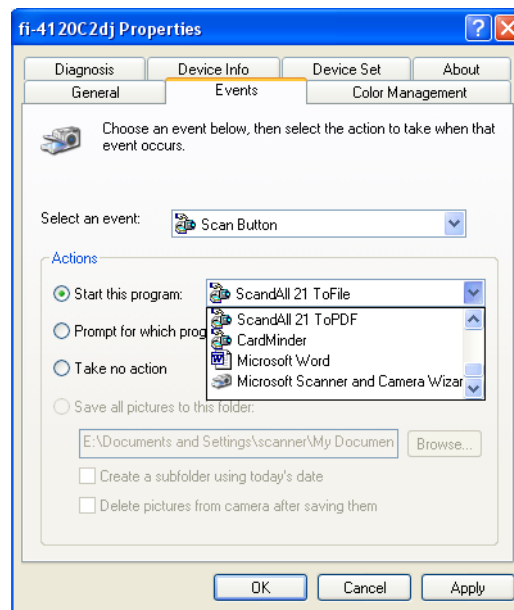 fi-4120C2dj Properties
Diagnosis Device Info Device Set About
General Events Color Management
Choose an event below, then select the action to take when that
event occurs.
Select an event: Scan Button
Actions
Start this program: ScandAll 21 ToFile
ScandAll 21 ToPDF
Prompt for which prog
CardMinder
Microsoft Word
Take no action
Microsoft Scanner and Camera Wizar
Save all pictures to this folder:
E:\Documents and Settings\scanner\My Documen Browse...
Create a subfolder using today's date
Delete pictures from camera after saving them
OK Cancel Apply